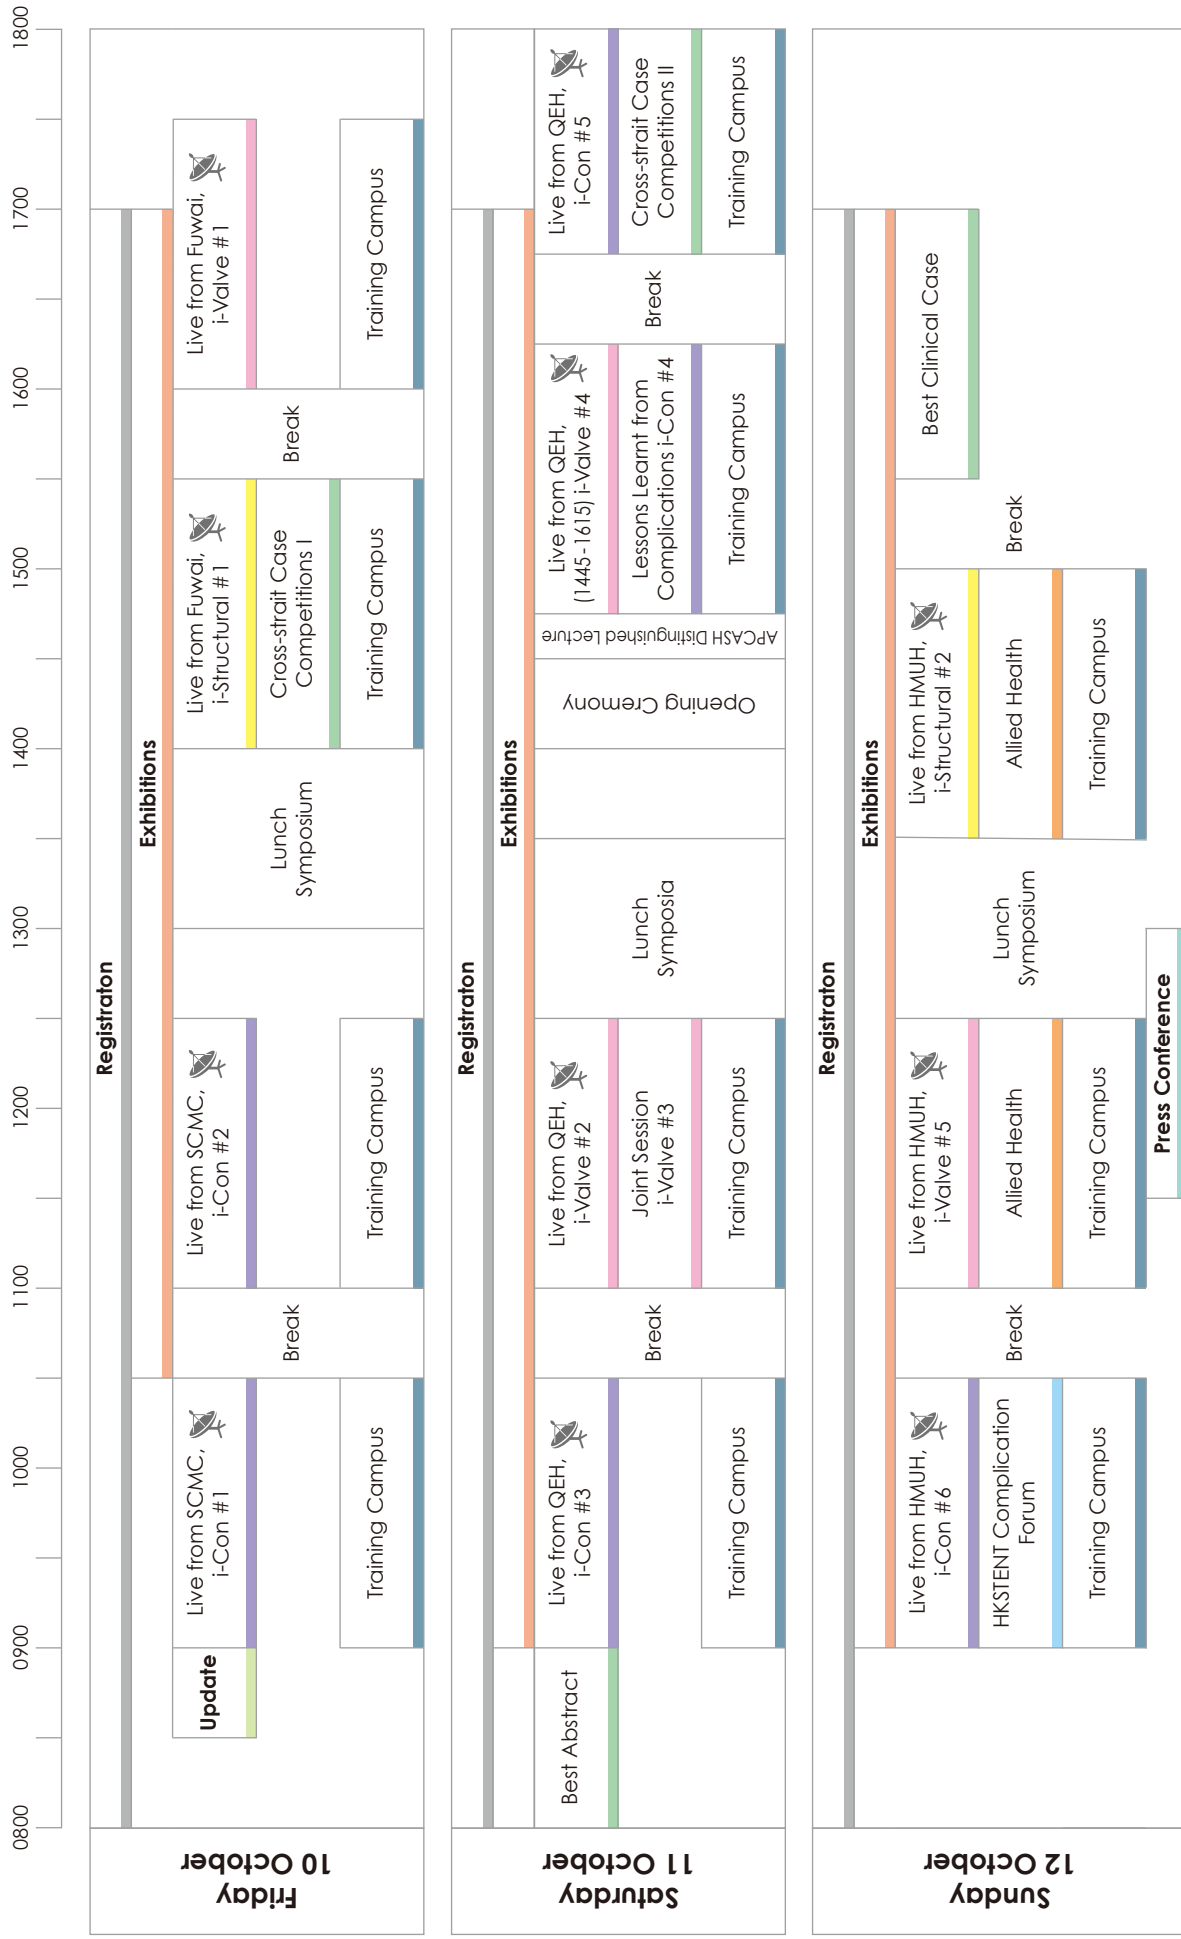 0800
0900
1000
1100
1200
1300
1400
1500
1600
1700
1800
Friday
10 October
Registraton
Exhibitions
Update
Live from SCMC,
i-Con #1
Training Campus
Break
Live from SCMC,
i-Con #2
Training Campus
Lunch
Symposium
Live from Fuwai,
i-Structural #1
Cross-strait Case
Competitions I
Training Campus
Break
Live from Fuwai,
i-Valve #1
Training Campus
Saturday
11 October
Registraton
Exhibitions
Best Abstract
Live from QEH,
i-Con #3
Training Campus
Break
Live from QEH,
i-Valve #2
Joint Session
i-Valve #3
Training Campus
Lunch
Symposia
Opening Cremony
APCASH Distinguished Lecture
Live from QEH,
(1445-1615) i-Valve #4
Lessons Learnt from
Complications i-Con #4
Training Campus
Break
Live from QEH,
i-Con #5
Cross-strait Case
Competitions II
Training Campus
Sunday
12 October
Registraton
Exhibitions
Live from HMUH,
i-Con #6
HKSTENT Complication
Forum
Training Campus
Break
Live from HMUH,
i-Valve #5
Allied Health
Training Campus
Press Conference
Lunch
Symposium
Live from HMUH,
i-Structural #2
Allied Health
Training Campus
Break
Best Clinical Case